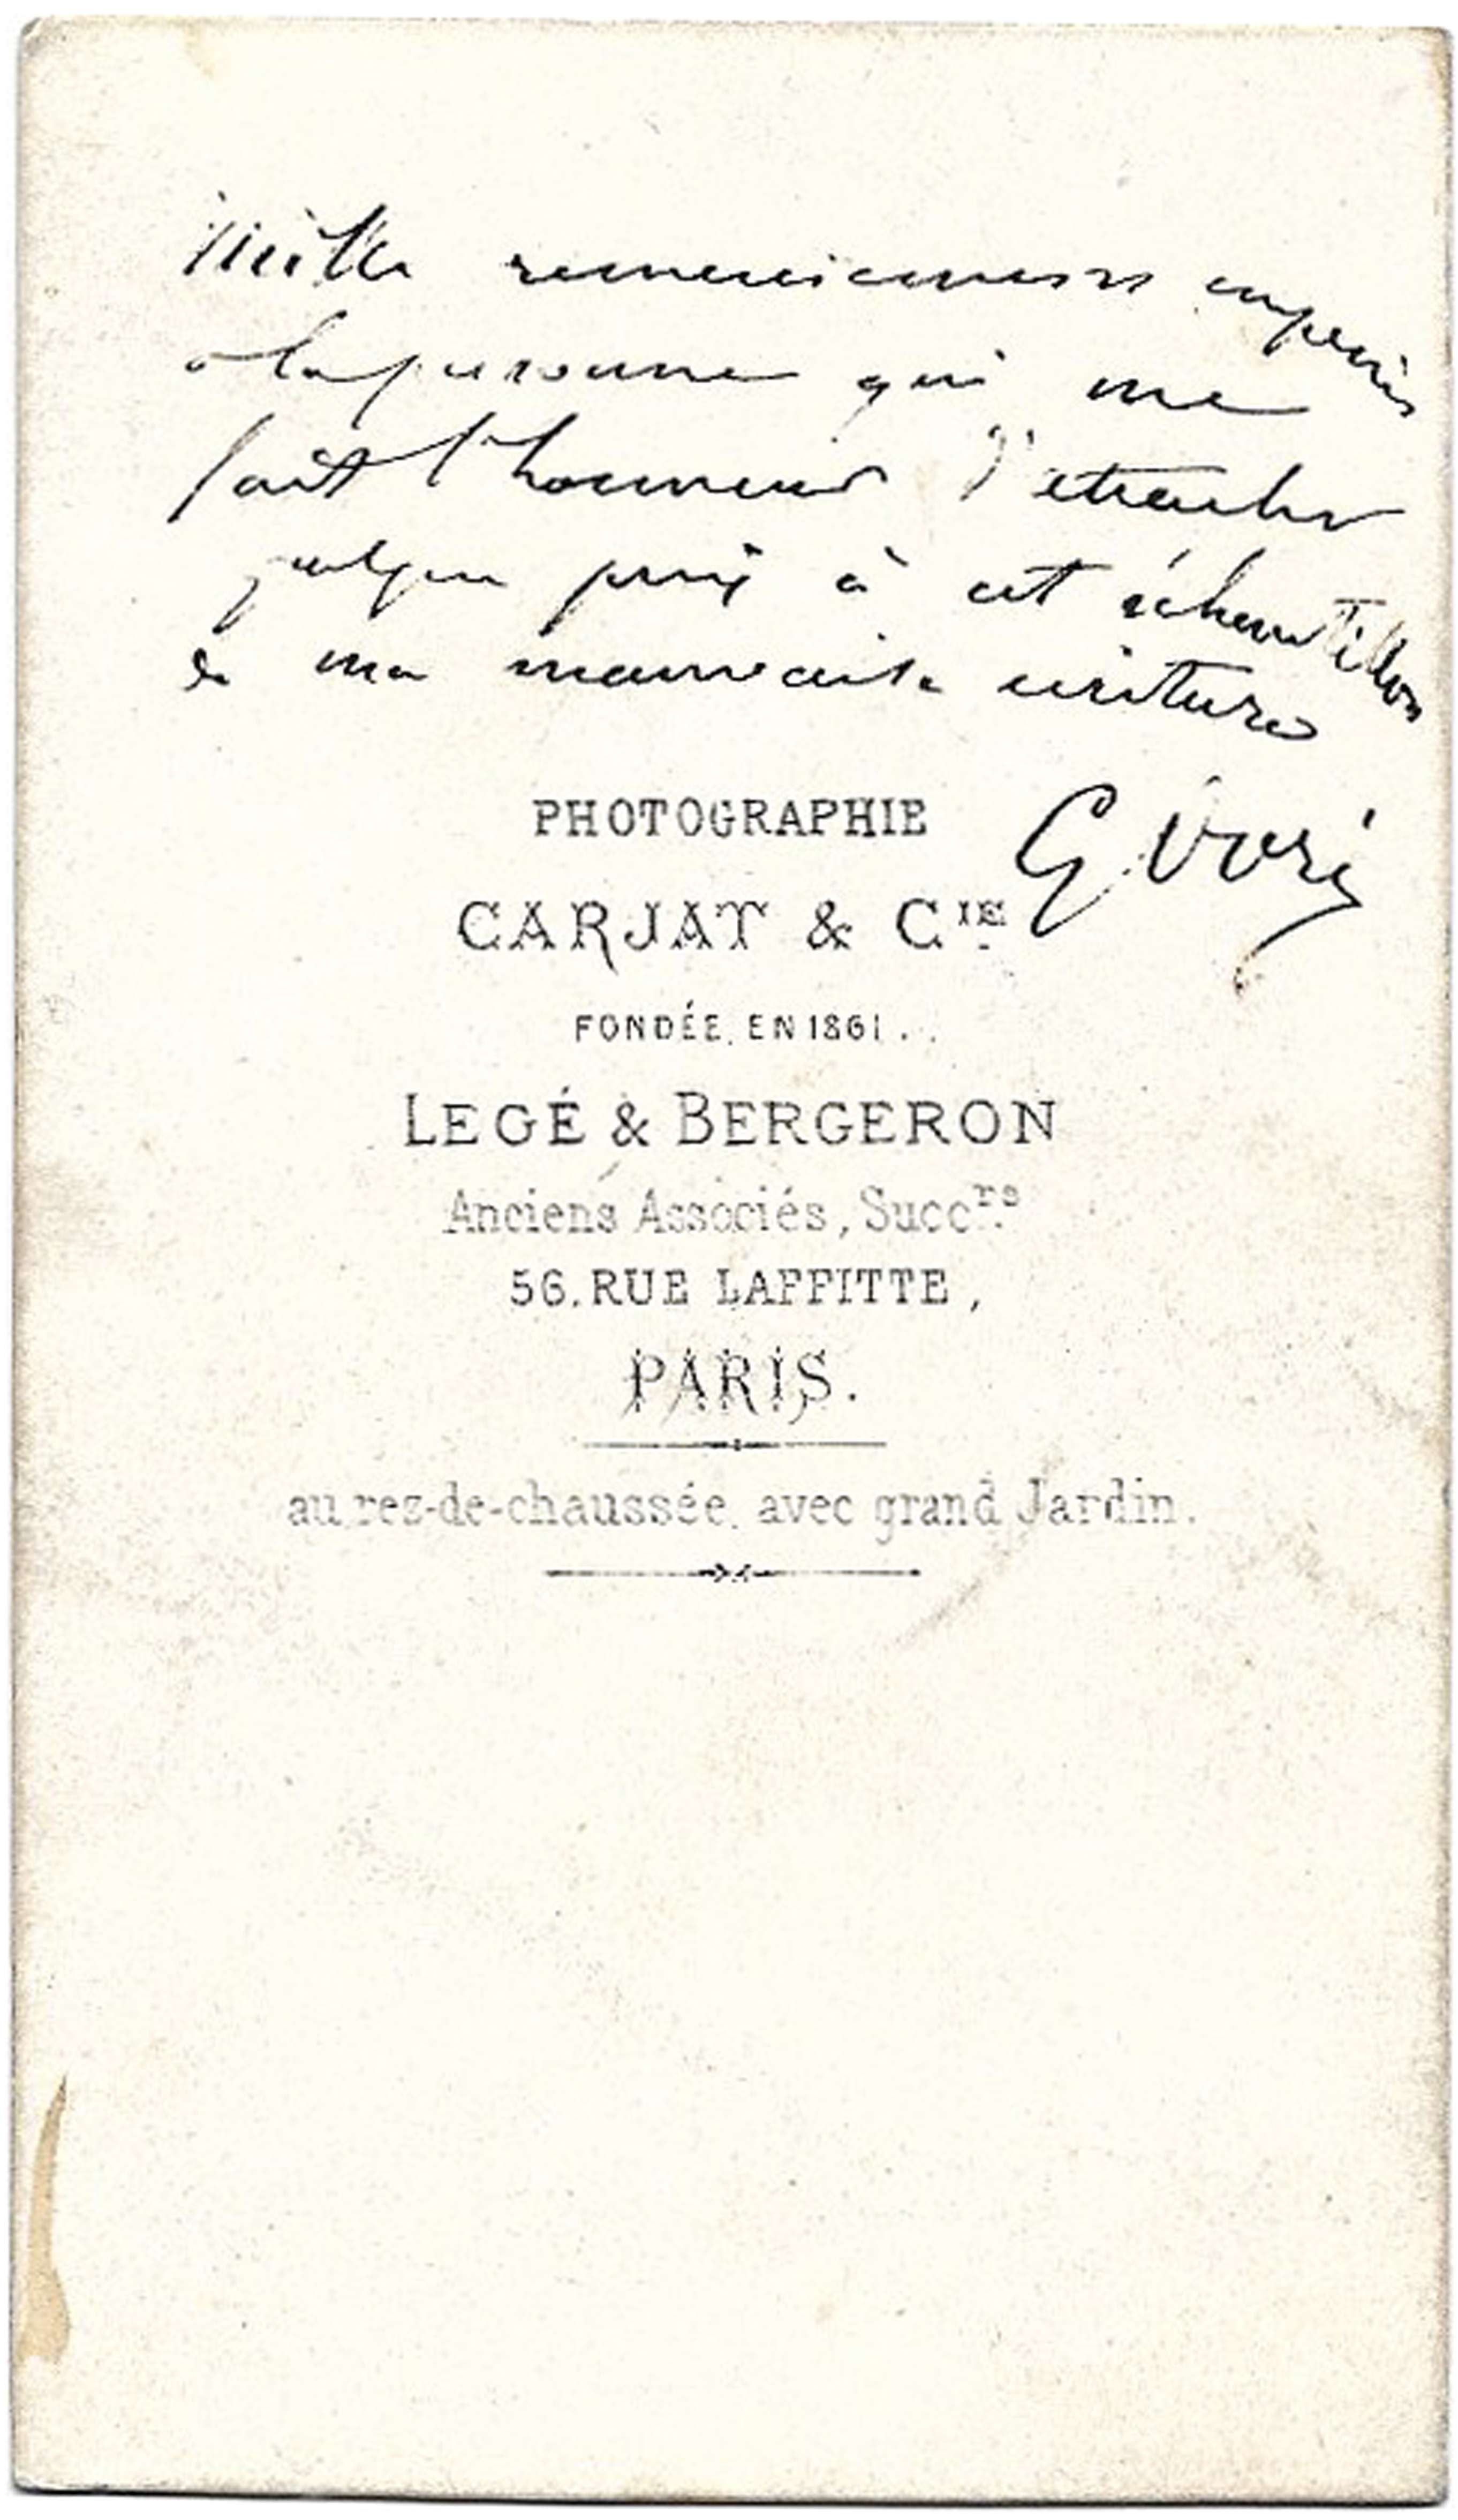 Mille remerciements empressés
à la personne qui me
fait l'honneur d'attacher
quelque prix à cet échantillon
de ma mauvaise écriture
G.
PHOTOGRAPHIE
CARJAT & CIE
FONDÉE EN 1861.
LEGÉ & BERGERON
Anciens Associés, Succrs
56, RUE LAFFITTE,
PARIS.
au rez-de-chaussée avec grand Jardin.